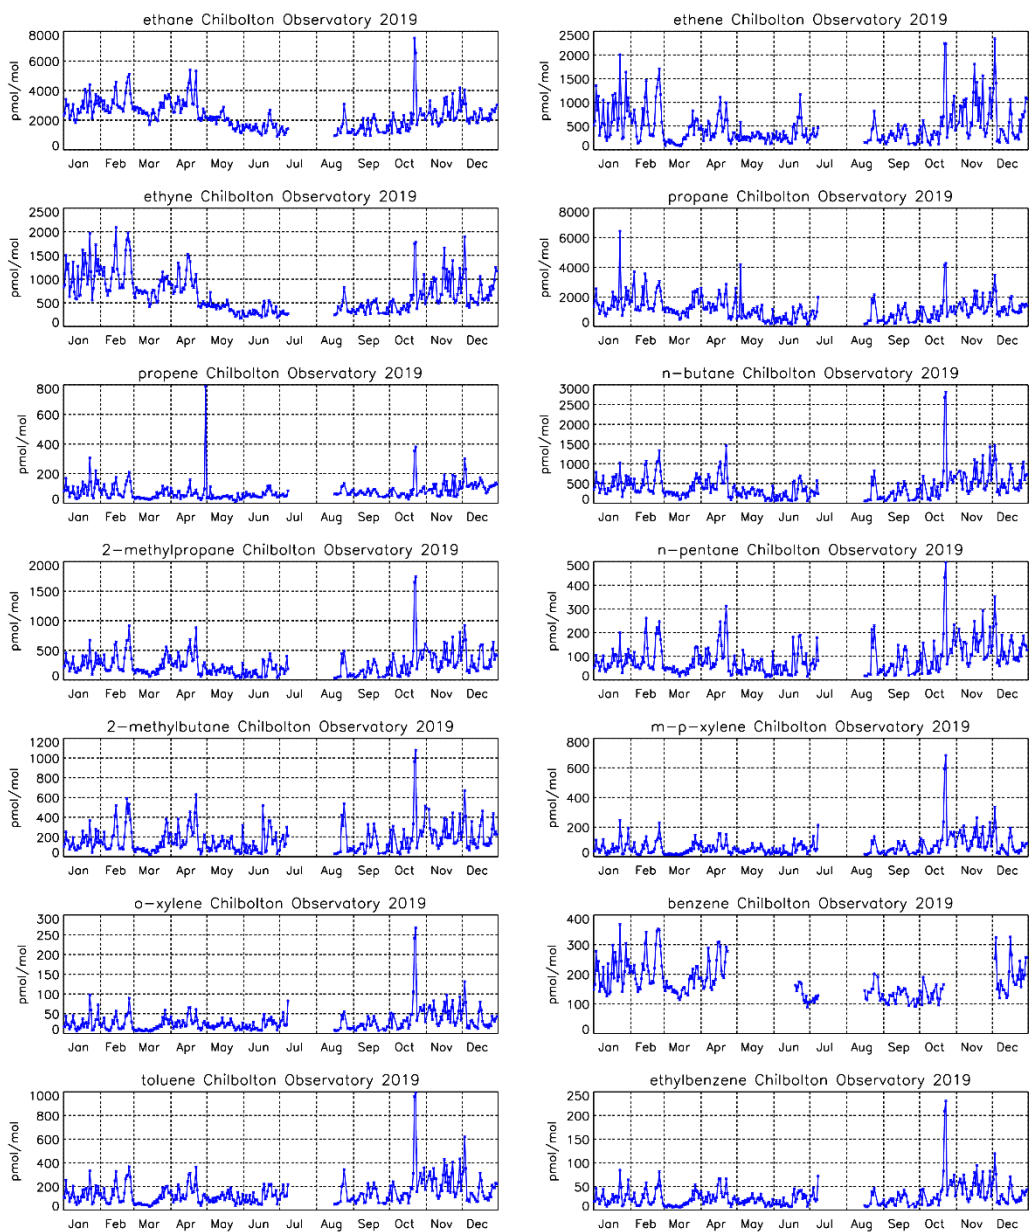 ethane Chilbolton Observatory 2019
pmol/mol
8000
6000
4000
2000
0
Jan Feb Mar Apr May Jun Jul Aug Sep Oct Nov Dec
ethene Chilbolton Observatory 2019
pmol/mol
2500
2000
1500
1000
500
0
Jan Feb Mar Apr May Jun Jul Aug Sep Oct Nov Dec
ethyne Chilbolton Observatory 2019
pmol/mol
2500
2000
1500
1000
500
0
Jan Feb Mar Apr May Jun Jul Aug Sep Oct Nov Dec
propane Chilbolton Observatory 2019
pmol/mol
8000
6000
4000
2000
0
Jan Feb Mar Apr May Jun Jul Aug Sep Oct Nov Dec
propene Chilbolton Observatory 2019
pmol/mol
800
600
400
200
0
Jan Feb Mar Apr May Jun Jul Aug Sep Oct Nov Dec
n-butane Chilbolton Observatory 2019
pmol/mol
3000
2500
2000
1500
1000
500
0
Jan Feb Mar Apr May Jun Jul Aug Sep Oct Nov Dec
2-methylpropane Chilbolton Observatory 2019
pmol/mol
2000
1500
1000
500
0
Jan Feb Mar Apr May Jun Jul Aug Sep Oct Nov Dec
n-pentane Chilbolton Observatory 2019
pmol/mol
500
400
300
200
100
0
Jan Feb Mar Apr May Jun Jul Aug Sep Oct Nov Dec
2-methylbutane Chilbolton Observatory 2019
pmol/mol
1200
1000
800
600
400
200
0
Jan Feb Mar Apr May Jun Jul Aug Sep Oct Nov Dec
m-p-xylene Chilbolton Observatory 2019
pmol/mol
800
600
400
200
0
Jan Feb Mar Apr May Jun Jul Aug Sep Oct Nov Dec
o-xylene Chilbolton Observatory 2019
pmol/mol
300
250
200
150
100
50
0
Jan Feb Mar Apr May Jun Jul Aug Sep Oct Nov Dec
benzene Chilbolton Observatory 2019
pmol/mol
400
300
200
100
0
Jan Feb Mar Apr May Jun Jul Aug Sep Oct Nov Dec
toluene Chilbolton Observatory 2019
pmol/mol
1000
800
600
400
200
0
Jan Feb Mar Apr May Jun Jul Aug Sep Oct Nov Dec
ethylbenzene Chilbolton Observatory 2019
pmol/mol
250
200
150
100
50
0
Jan Feb Mar Apr May Jun Jul Aug Sep Oct Nov Dec